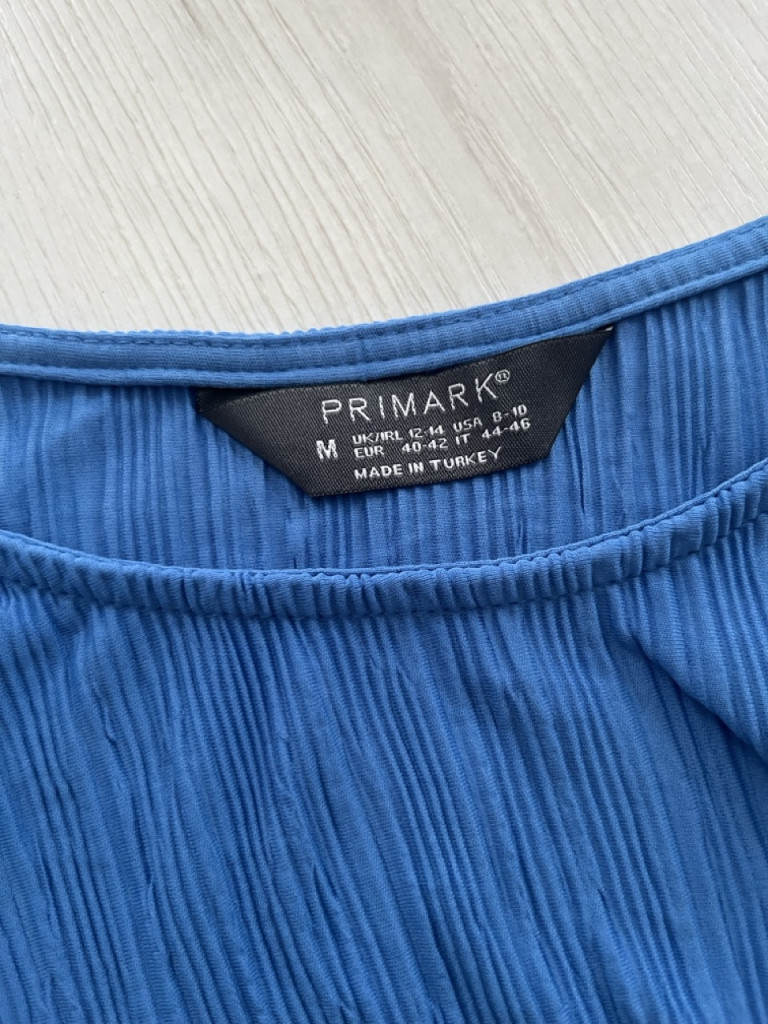 PRIMARK®
M UK/IRL 12-14 USA 8-10
EUR 40-42 IT 44-46
MADE IN TURKEY